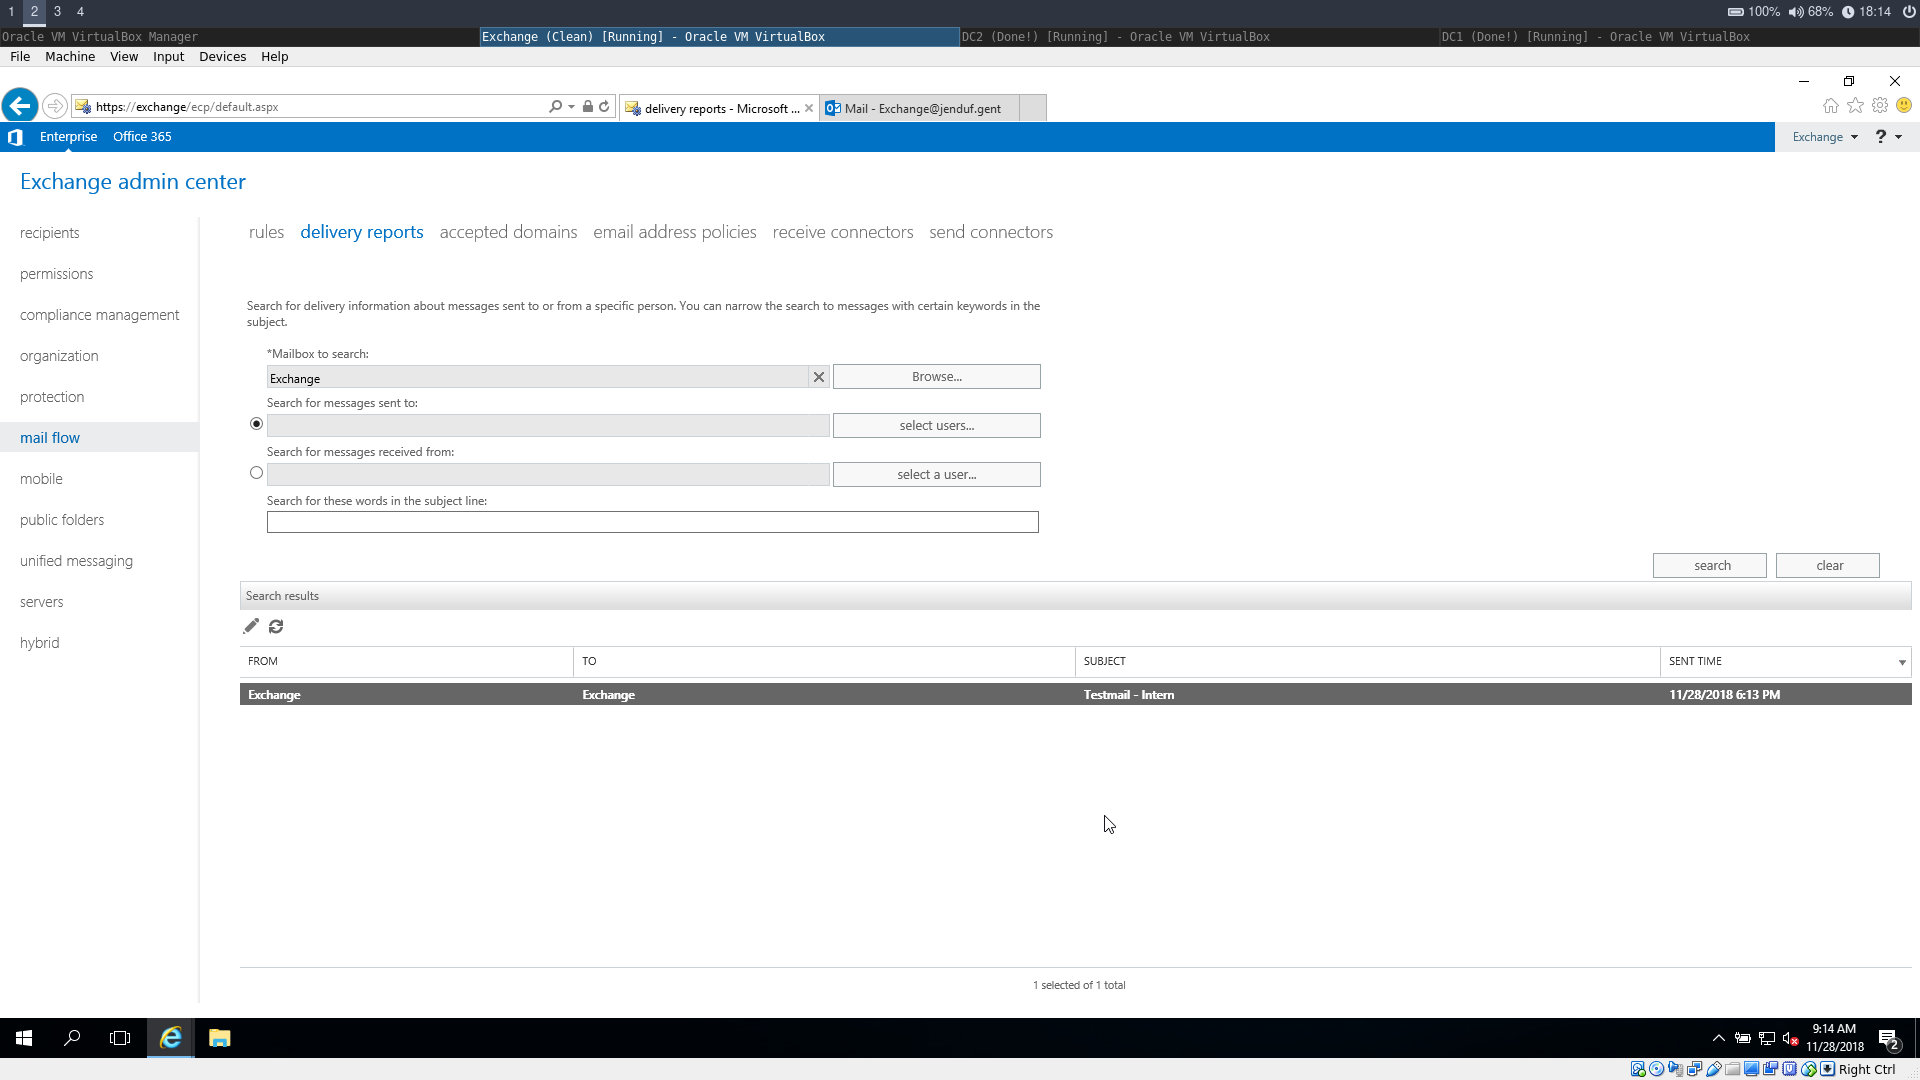 1 2 3 4
100% 68% 18:14
Oracle VM VirtualBox Manager
Exchange (Clean) [Running] - Oracle VM VirtualBox
DC2 (Done!) [Running] - Oracle VM VirtualBox
DC1 (Done!) [Running] - Oracle VM VirtualBox
File Machine View Input Devices Help
https://exchange/ecp/default.aspx
delivery reports - Microsoft ...
Mail - Exchange@jenduf.gent
Enterprise Office 365
Exchange ?
Exchange admin center
recipients
permissions
compliance management
organization
protection
mail flow
mobile
public folders
unified messaging
servers
hybrid
rules delivery reports accepted domains email address policies receive connectors send connectors
Search for delivery information about messages sent to or from a specific person. You can narrow the search to messages with certain keywords in the
subject.
*Mailbox to search:
Exchange Browse...
Search for messages sent to:
select users...
Search for messages received from:
select a user...
Search for these words in the subject line:
search clear
Search results
FROM TO SUBJECT SENT TIME
Exchange Exchange Testmail - Intern 11/28/2018 6:13 PM
1 selected of 1 total
9:14 AM
11/28/2018
2
Right Ctrl